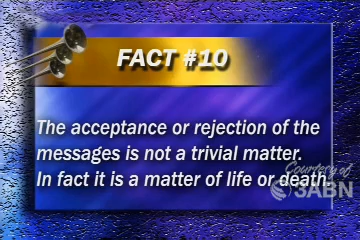 FACT #10
The acceptance or rejection of the
messages is not a trivial matter.
In fact it is a matter of life or death.
Courtesy of
3ABN